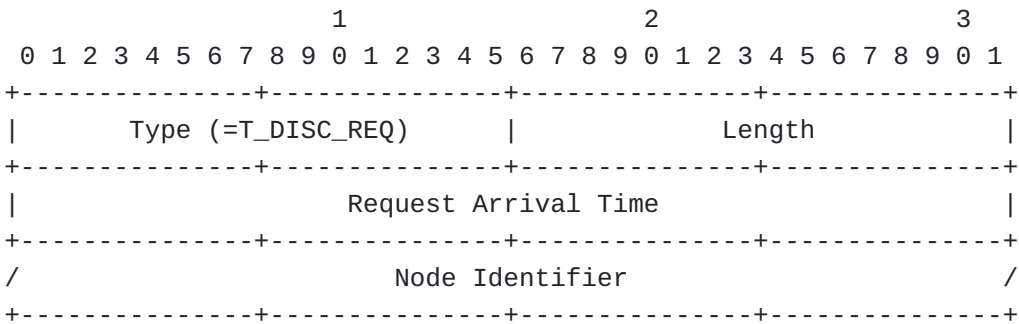 1                   2                   3
 0 1 2 3 4 5 6 7 8 9 0 1 2 3 4 5 6 7 8 9 0 1 2 3 4 5 6 7 8 9 0 1
+---------------+---------------+---------------+---------------+
|       Type (=T_DISC_REQ)      |             Length            |
+---------------+---------------+---------------+---------------+
|                     Request Arrival Time                      |
+---------------+---------------+---------------+---------------+
/                        Node Identifier                        /
+---------------+---------------+---------------+---------------+